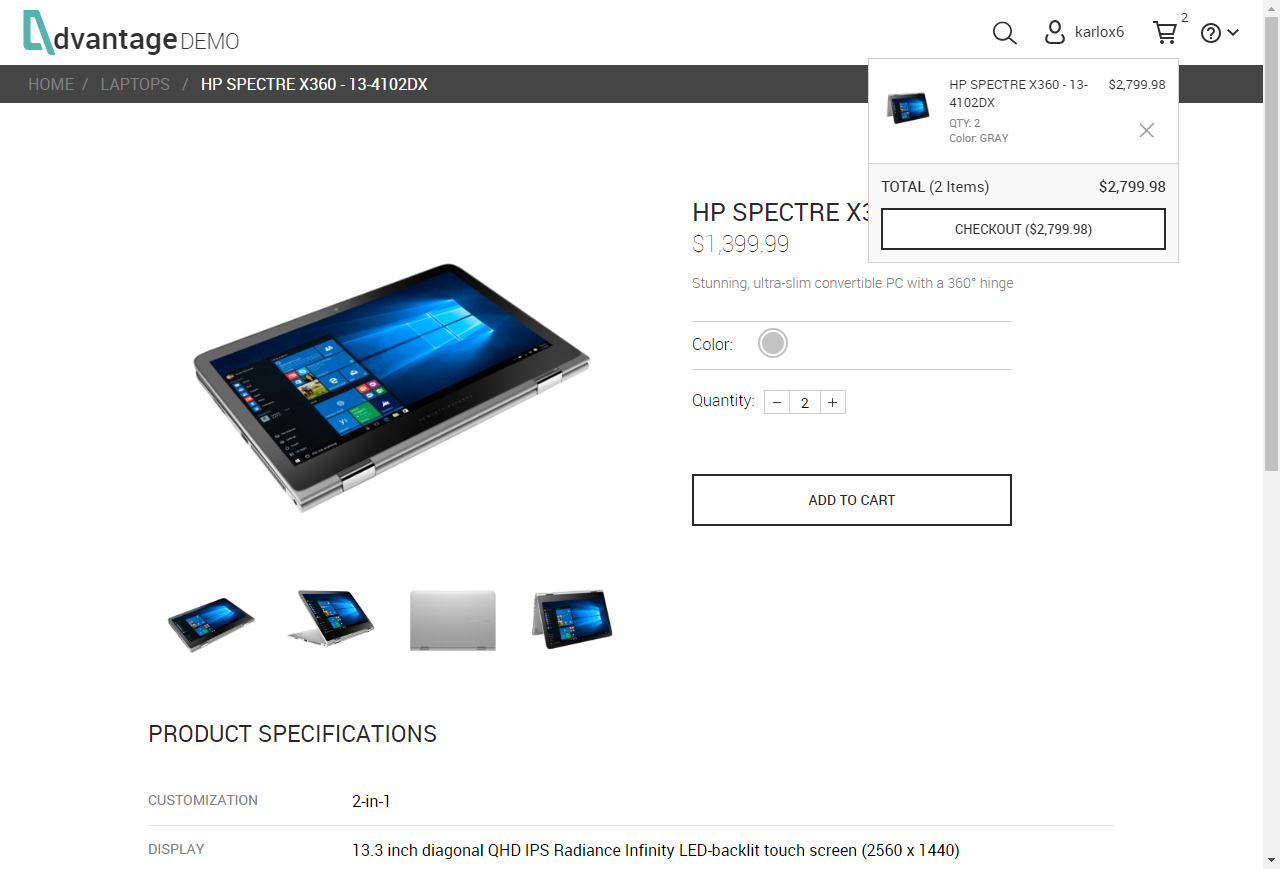 dvantage DEMO
karlox6
2
HOME / LAPTOPS / HP SPECTRE X360 - 13-4102DX
HP SPECTRE X360 - 13-
4102DX
$2,799.98
QTY: 2
Color: GRAY
TOTAL (2 Items) $2,799.98
CHECKOUT ($2,799.98)
HP SPECTRE X3
$1,399.99
Stunning, ultra-slim convertible PC with a 360° hinge
Color:
Quantity: − 2 +
ADD TO CART
PRODUCT SPECIFICATIONS
CUSTOMIZATION 2-in-1
DISPLAY 13.3 inch diagonal QHD IPS Radiance Infinity LED-backlit touch screen (2560 x 1440)